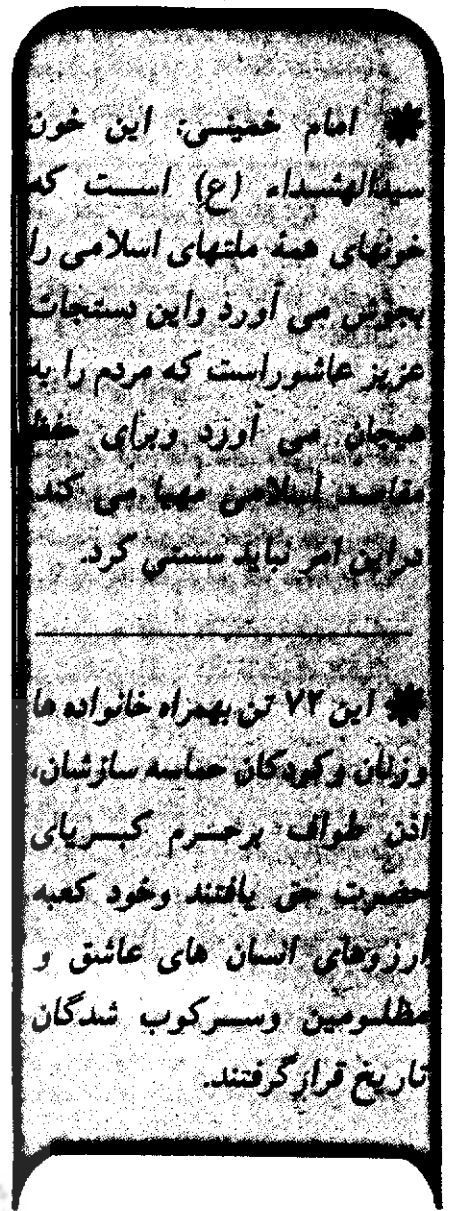 * امام خمینی: این خون
سیدالشهداء (ع) است که
خونهای همهٔ ملتهای اسلامی را
بجوش می آورد واین دستجات
عزیز عاشوراست که مردم را به
هیجان می آورد وبرای حفظ
مقاصد اسلامی مهیا می کند
دراین امر نباید سستی کرد.
* این ۷۲ تن بهمراه خانواده ها
وزنان وکودکان حماسه سازشان،
اذن طواف برحرم کبریای
حضرت حق یافتند وخود کعبه
آرزوهای انسان های عاشق و
مظلومین وسرکوب شدگان
تاریخ قرارگرفتند.